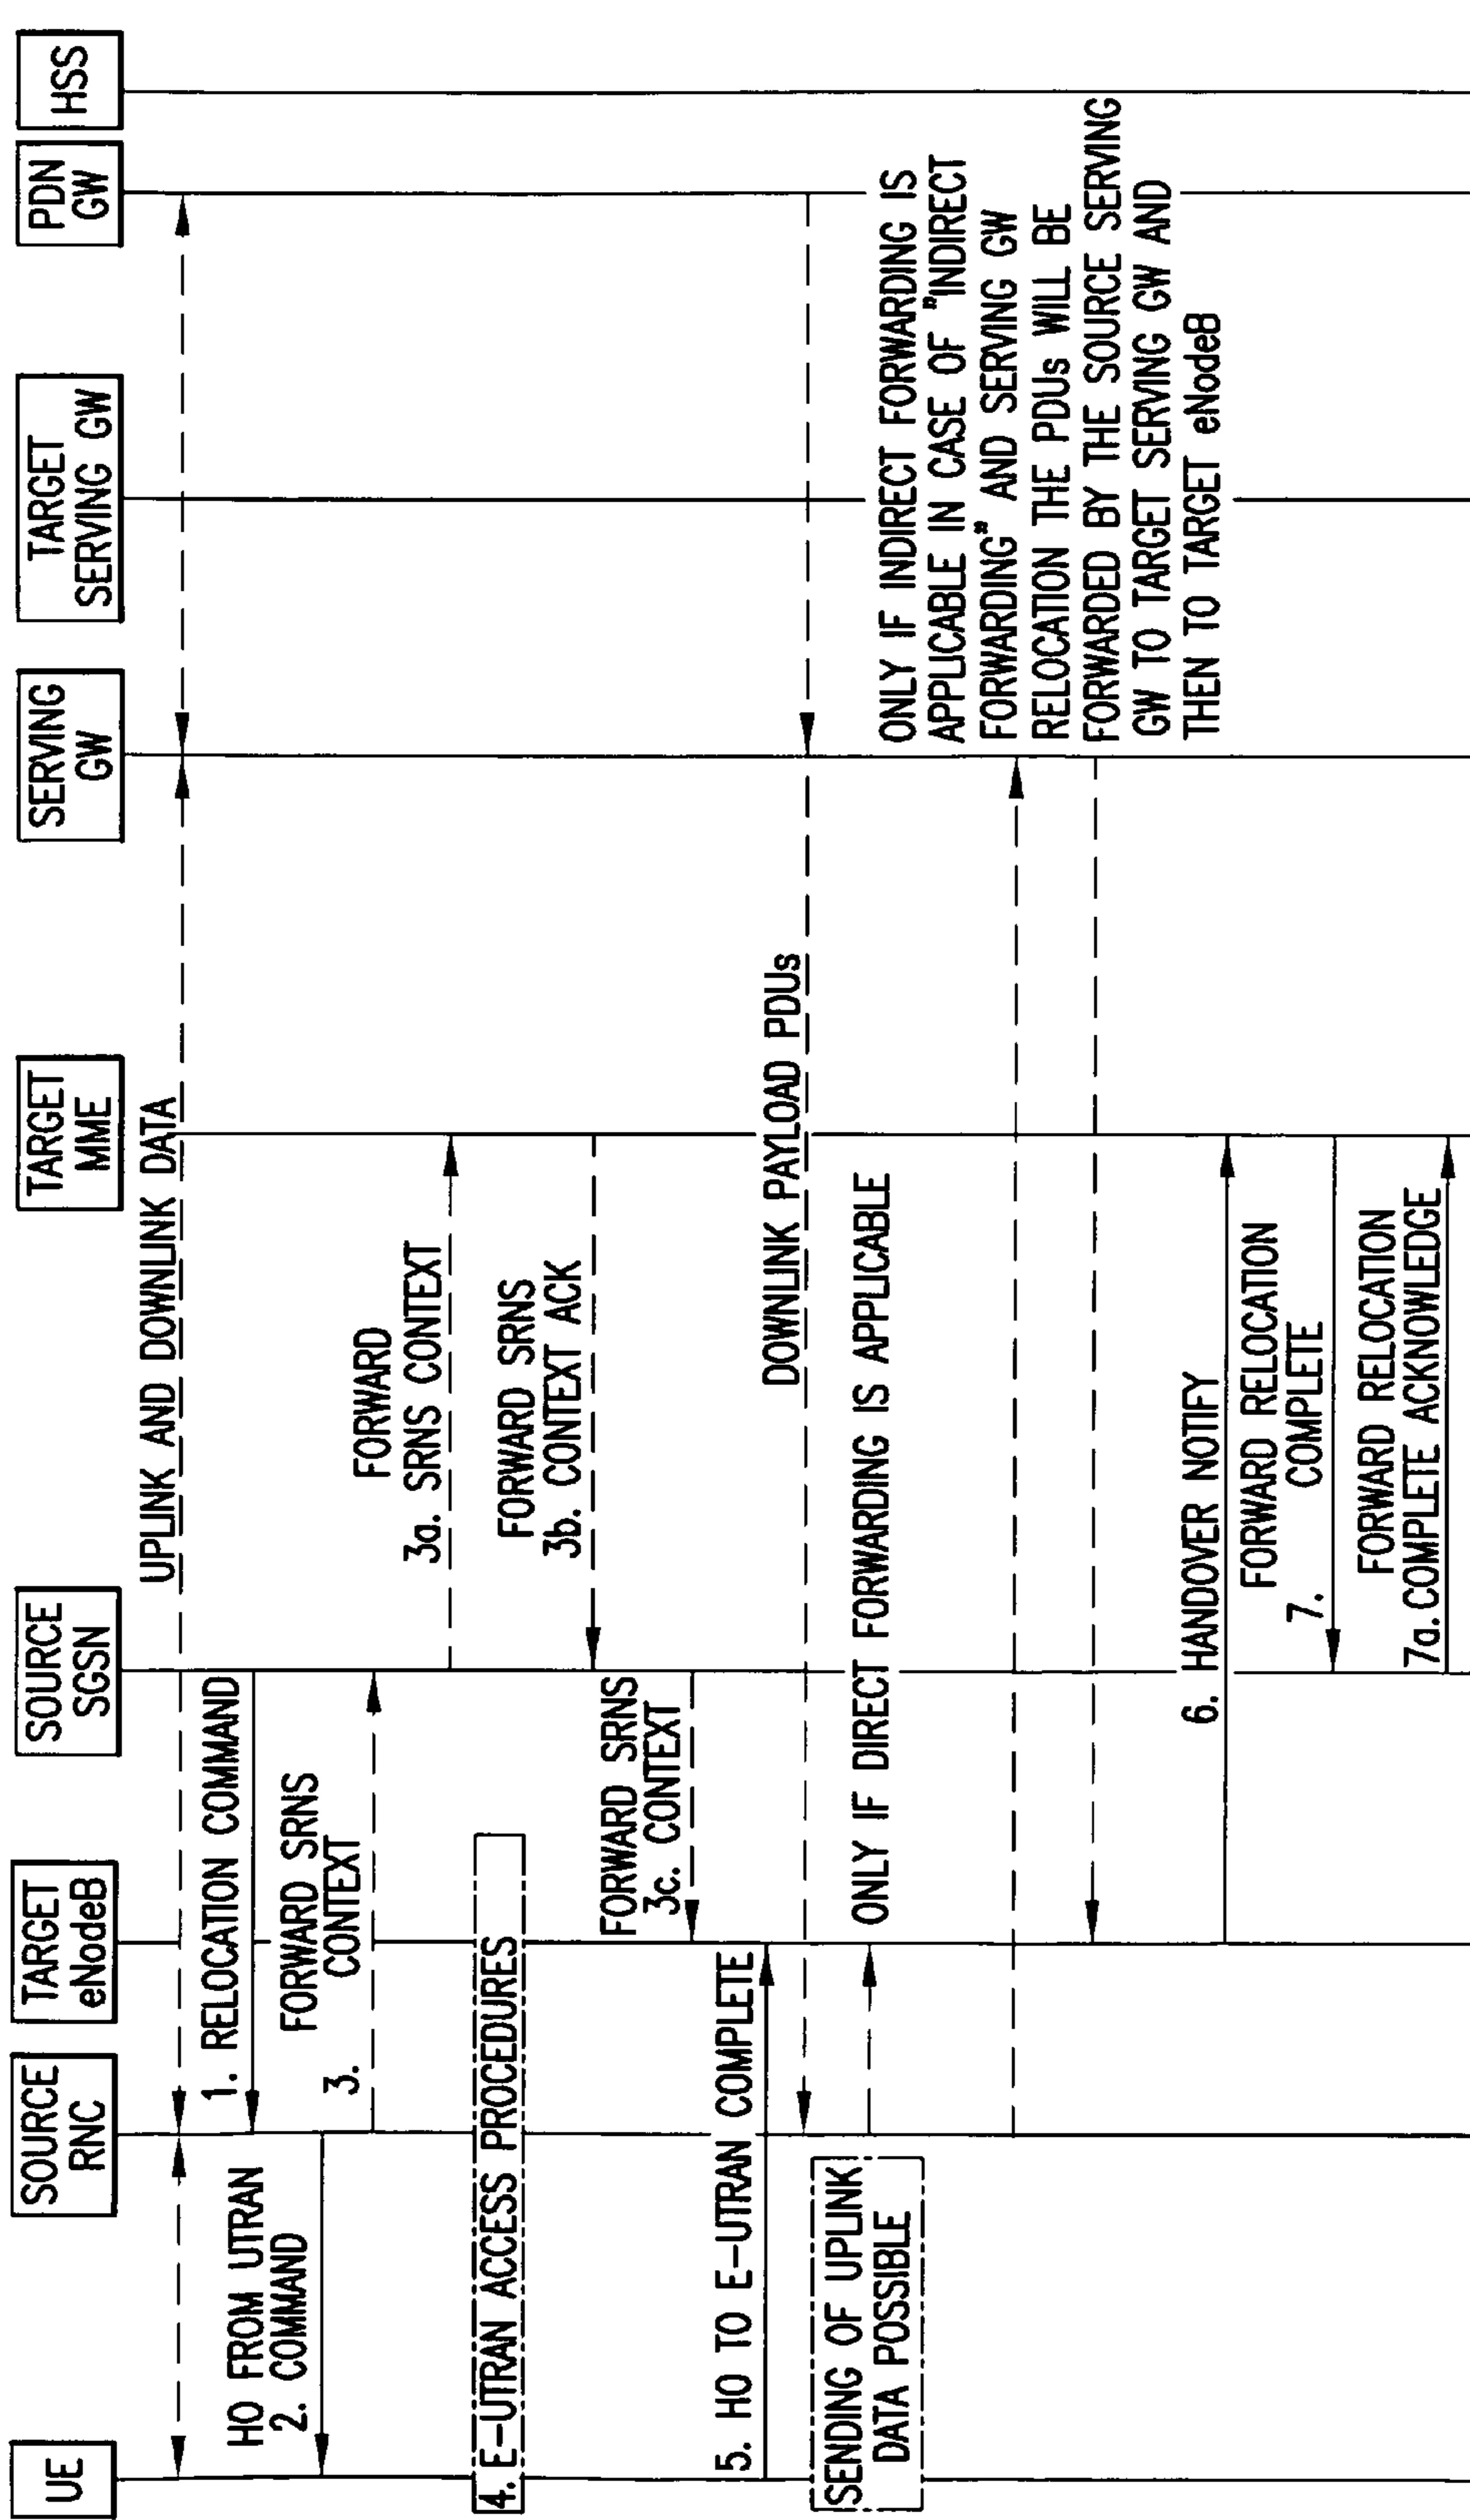 UE
SOURCE
RNC
TARGET
eNodeB
SOURCE
SGSN
TARGET
MME
SERVING
GW
TARGET
SERVING GW
PDN
GW
HSS
UPLINK AND DOWNLINK DATA
1. RELOCATION COMMAND
HO FROM UTRAN
2. COMMAND
FORWARD SRNS
3. CONTEXT
FORWARD
3a. SRNS CONTEXT
4. E-UTRAN ACCESS PROCEDURES
FORWARD SRNS
3b. CONTEXT ACK
FORWARD SRNS
3c. CONTEXT
5. HO TO E-UTRAN COMPLETE
DOWNLINK PAYLOAD PDUs
SENDING OF UPLINK
DATA POSSIBLE
ONLY IF DIRECT FORWARDING IS APPLICABLE
ONLY IF INDIRECT FORWARDING IS
APPLICABLE IN CASE OF "INDIRECT
FORWARDING" AND SERVING GW
RELOCATION THE PDUs WILL BE
FORWARDED BY THE SOURCE SERVING
GW TO TARGET SERVING GW AND
THEN TO TARGET eNodeB
6. HANDOVER NOTIFY
FORWARD RELOCATION
7. COMPLETE
FORWARD RELOCATION
7a. COMPLETE ACKNOWLEDGE